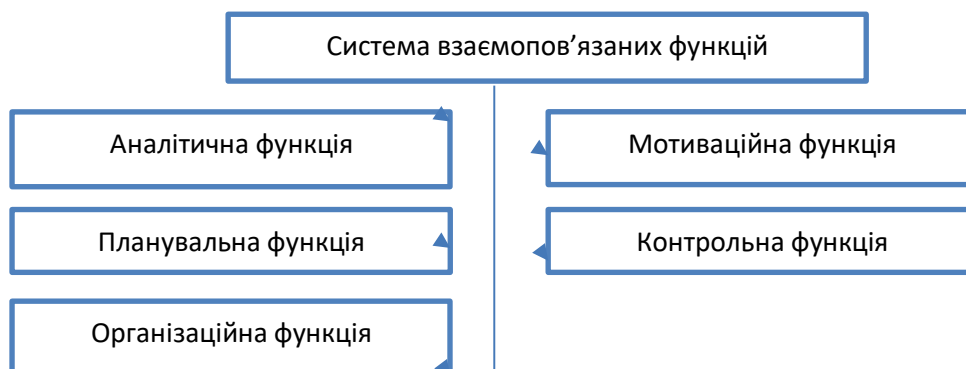 Система взаємопов’язаних функцій
Аналітична функція
Мотиваційна функція
Планувальна функція
Контрольна функція
Організаційна функція